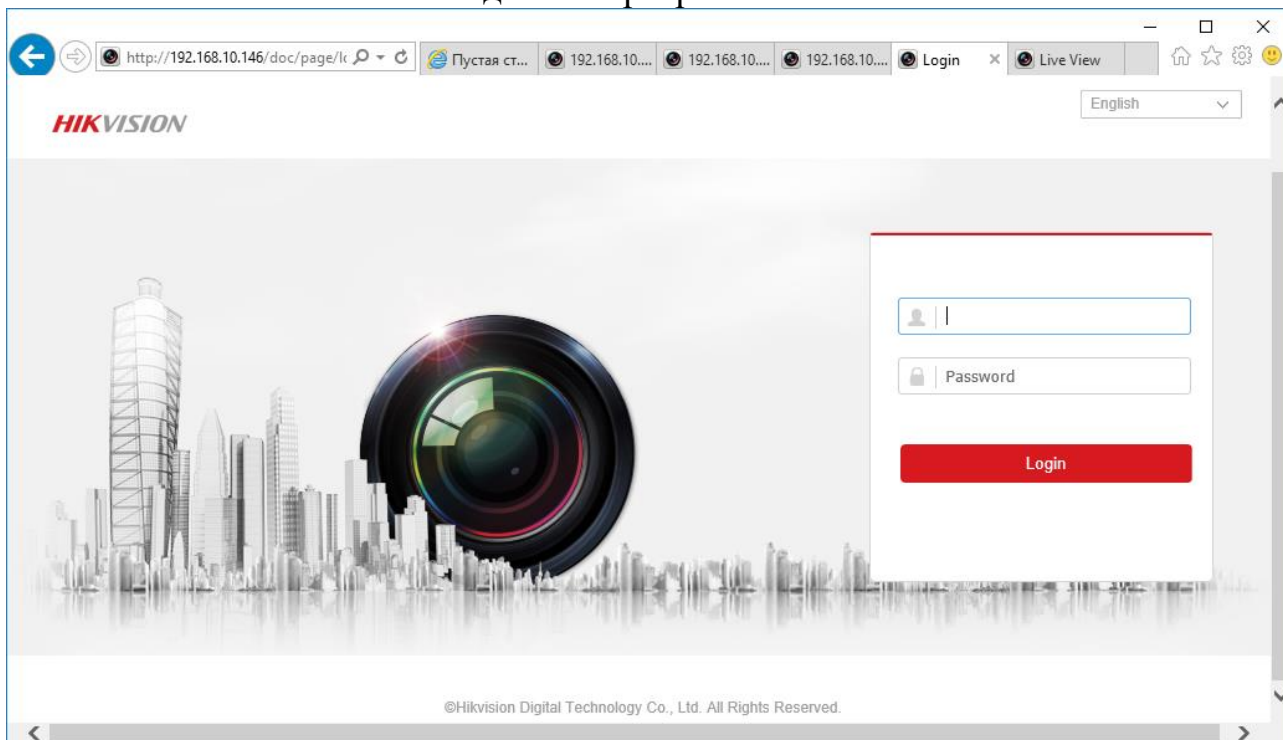 http://192.168.10.146/doc/page/lo
Пустая ст...
192.168.10....
192.168.10....
192.168.10....
Login
Live View
English
HIKVISION
Password
Login
©Hikvision Digital Technology Co., Ltd. All Rights Reserved.